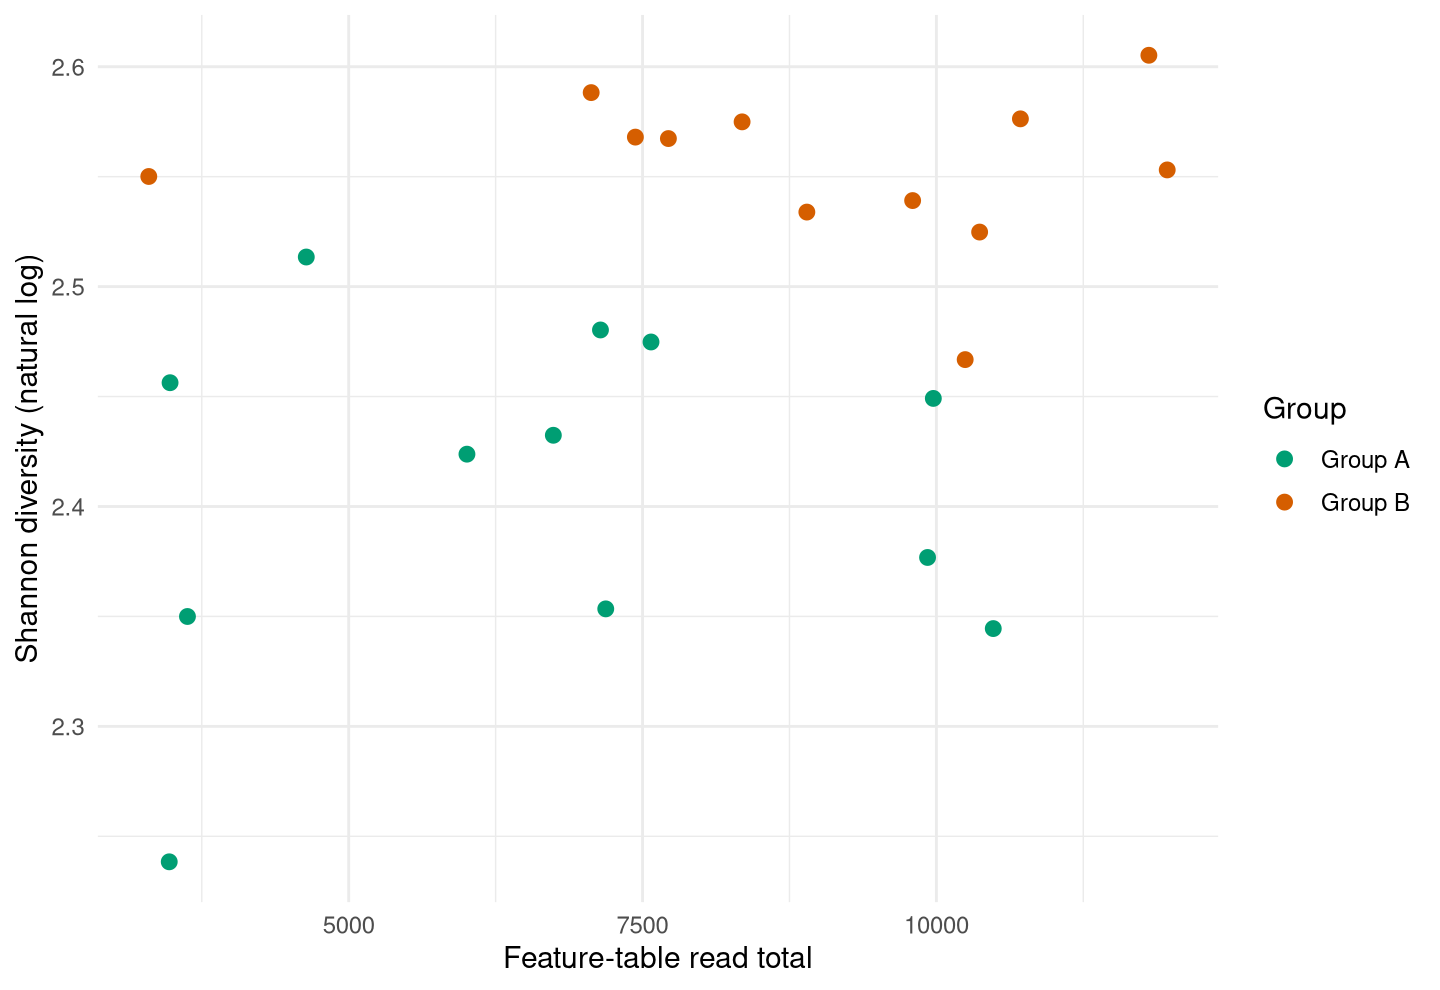 2.6
2.5
2.4
2.3
Shannon diversity (natural log)
5000
7500
10000
Feature-table read total
Group
Group A
Group B